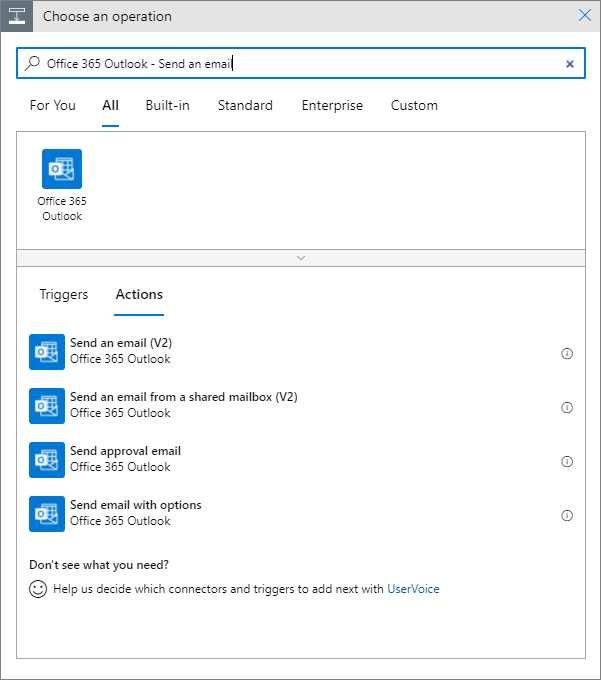 Choose an operation
Office 365 Outlook - Send an email
For You All Built-in Standard Enterprise Custom
Office 365
Outlook
Triggers Actions
Send an email (V2)
Office 365 Outlook
Send an email from a shared mailbox (V2)
Office 365 Outlook
Send approval email
Office 365 Outlook
Send email with options
Office 365 Outlook
Don't see what you need?
Help us decide which connectors and triggers to add next with UserVoice